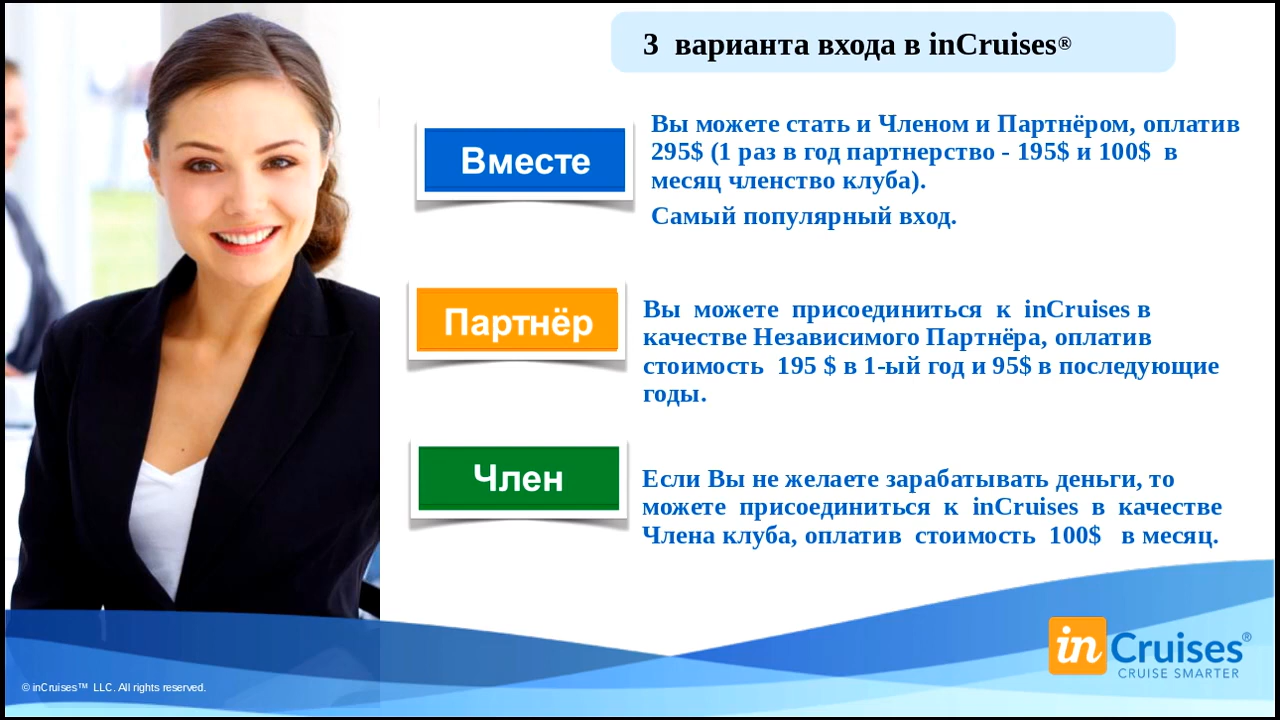 3 варианта входа в inCruises®
Вместе
Вы можете стать и Членом и Партнёром, оплатив
295$ (1 раз в год партнерство - 195$ и 100$ в
месяц членство клуба).
Самый популярный вход.
Партнёр
Вы можете присоединиться к inCruises в
качестве Независимого Партнёра, оплатив
стоимость 195 $ в 1-ый год и 95$ в последующие
годы.
Член
Если Вы не желаете зарабатывать деньги, то
можете присоединиться к inCruises в качестве
Члена клуба, оплатив стоимость 100$ в месяц.
in Cruises®
CRUISE SMARTER
© inCruises™ LLC. All rights reserved.